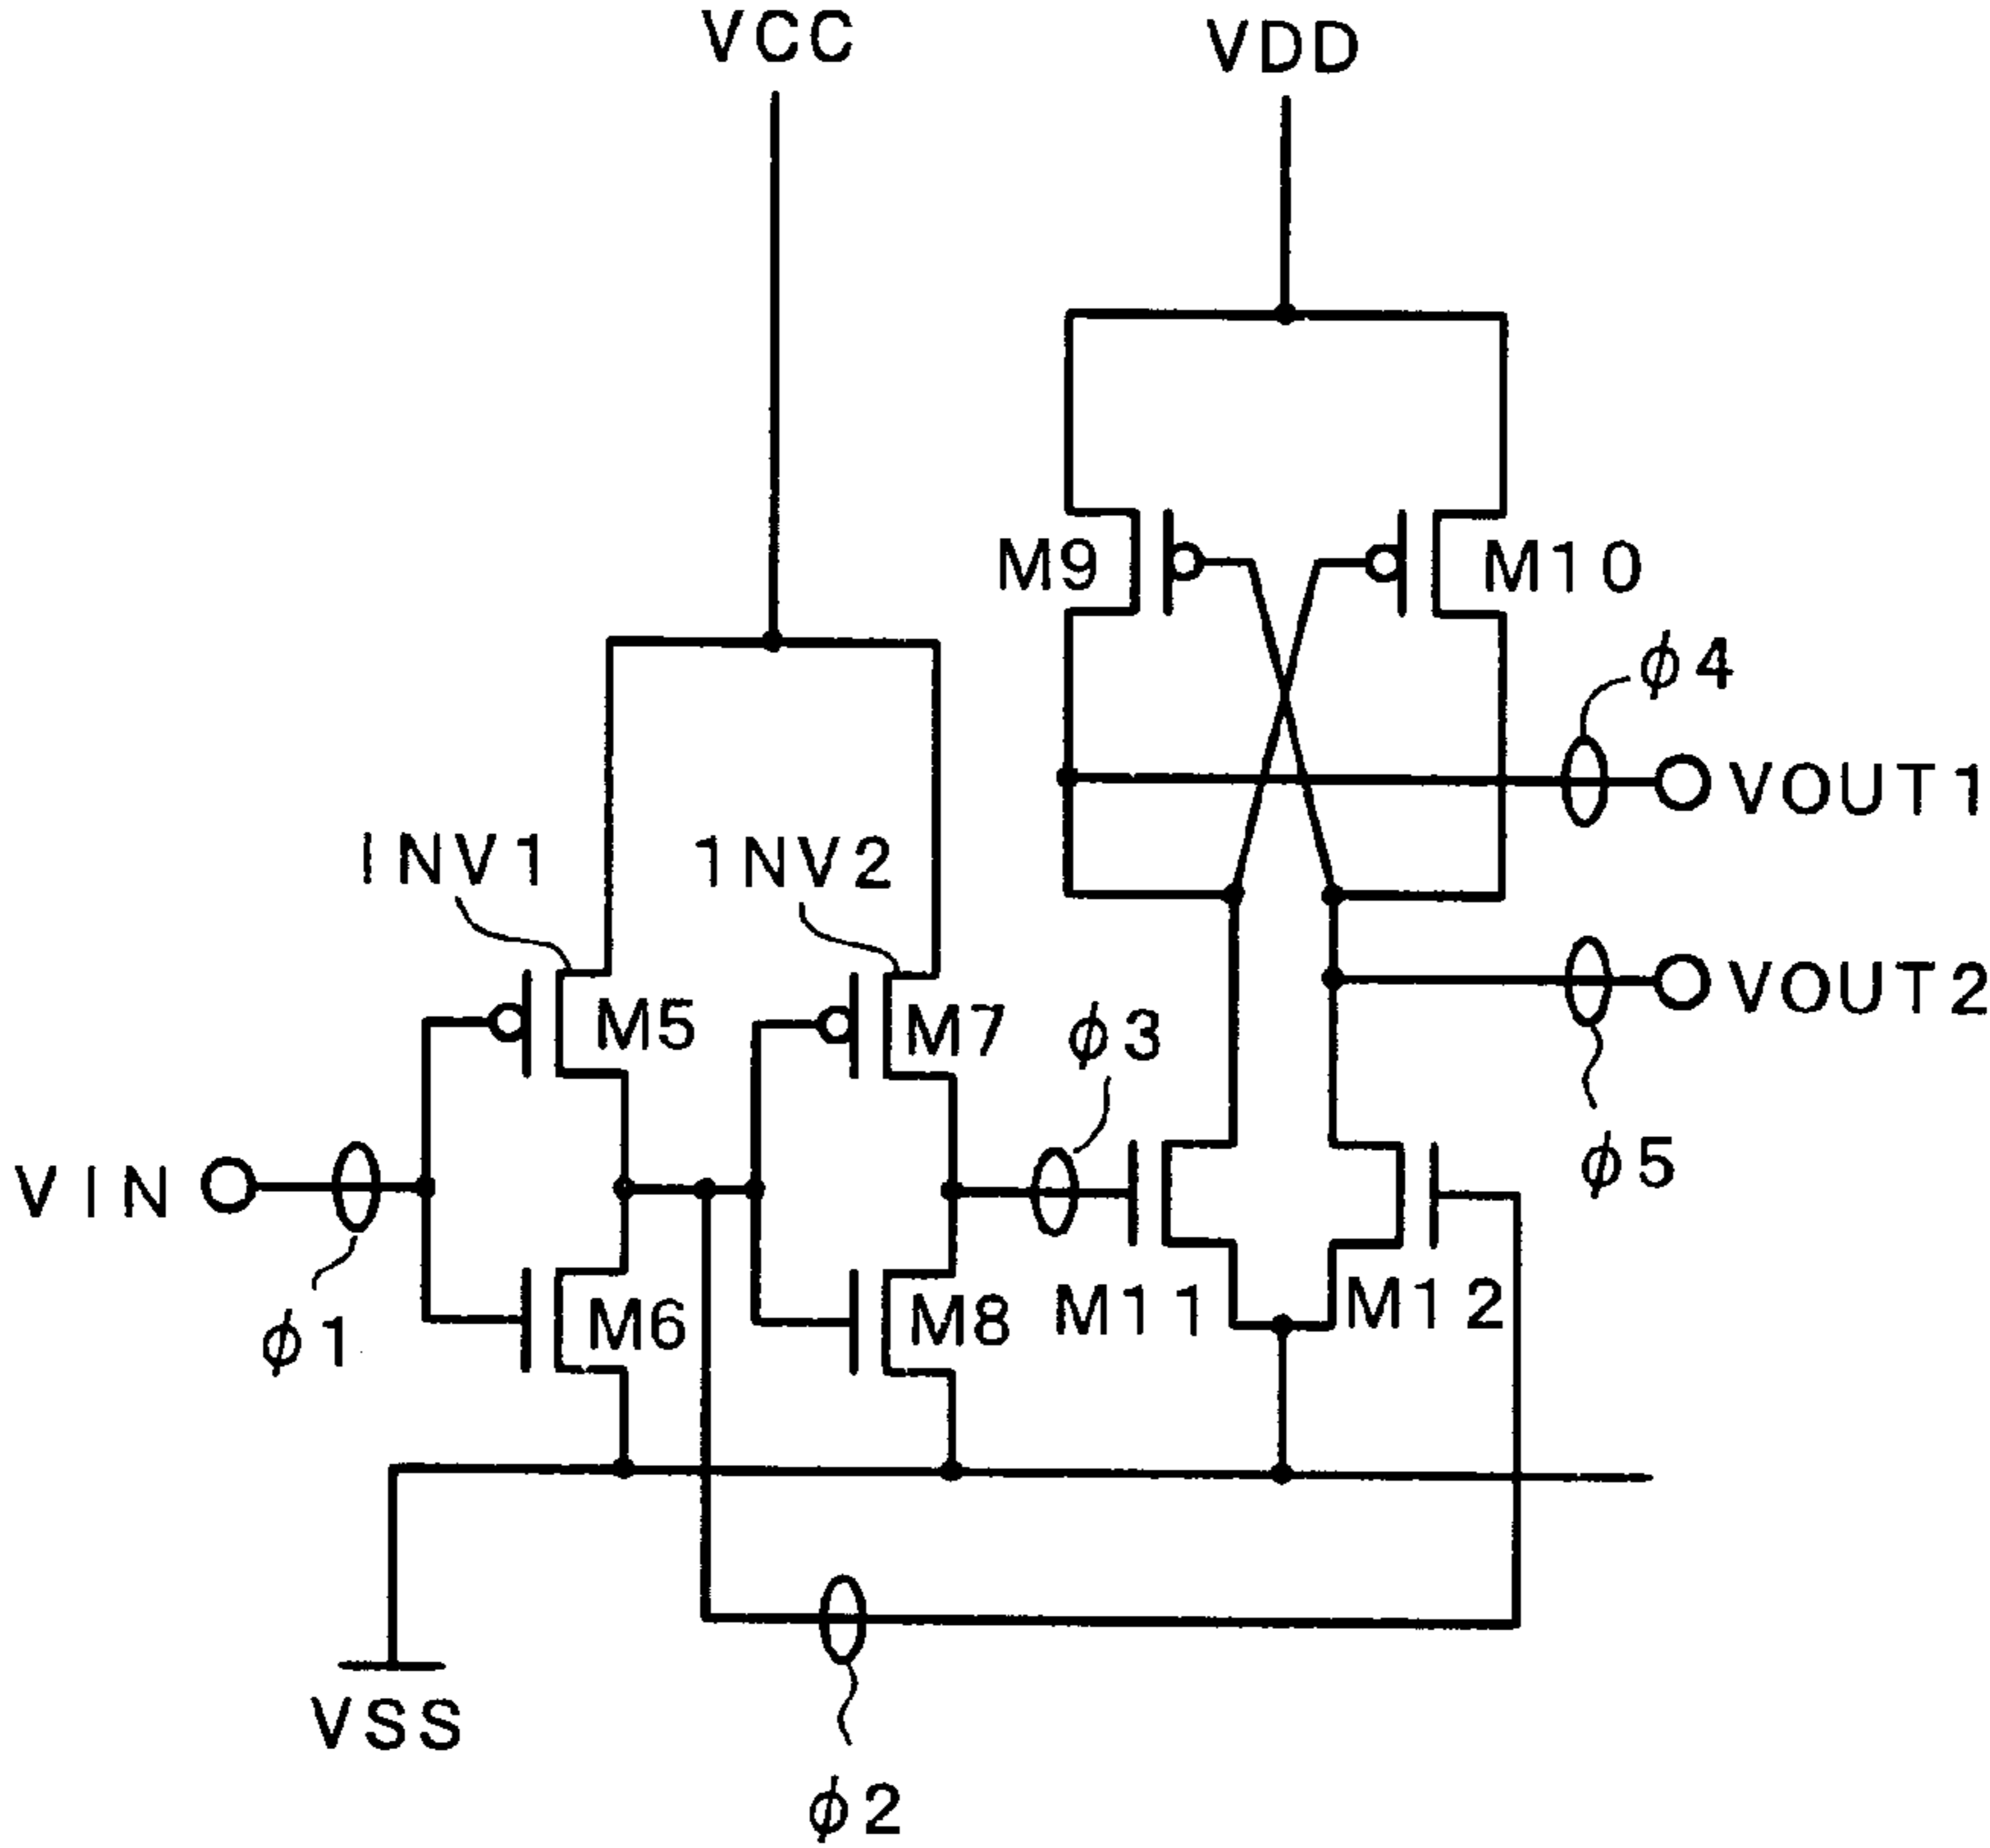 VCC
VDD
M9
M10
φ4
VOUT1
INV1
1NV2
VOUT2
M5
M7
φ3
VIN
φ5
φ1
M6
M8
M11
M12
VSS
φ2